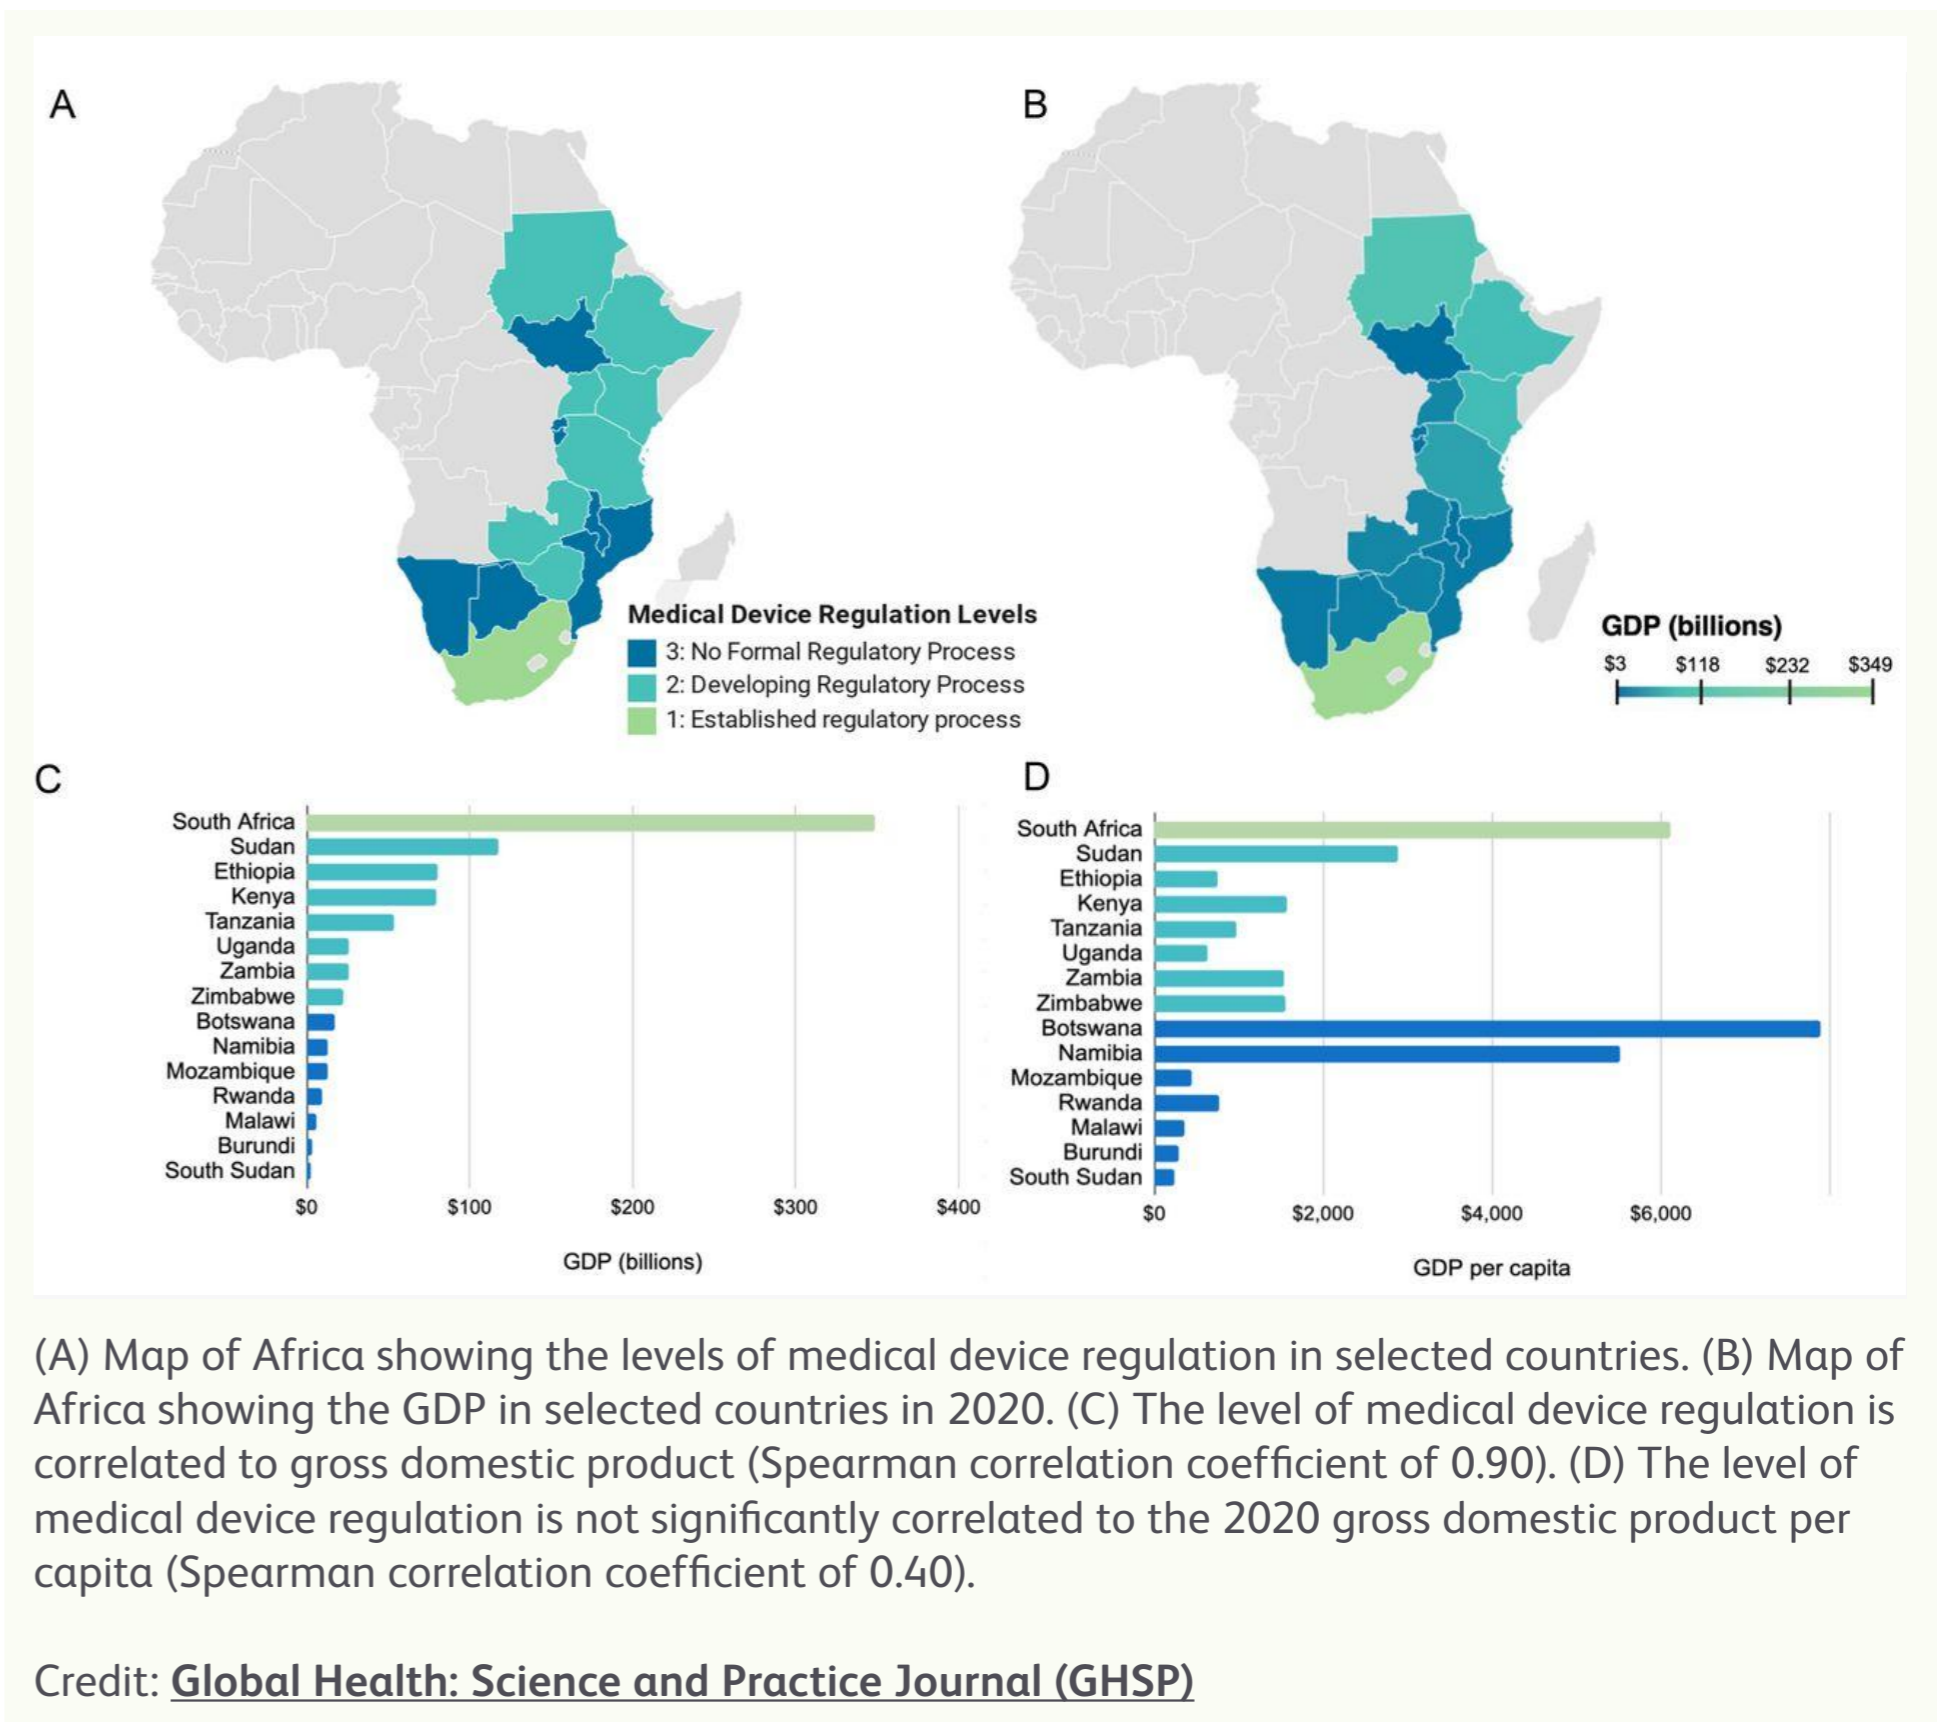 A
B
Medical Device Regulation Levels
3: No Formal Regulatory Process
2: Developing Regulatory Process
1: Established regulatory process
GDP (billions)
$3 $118 $232 $349
C
South Africa
Sudan
Ethiopia
Kenya
Tanzania
Uganda
Zambia
Zimbabwe
Botswana
Namibia
Mozambique
Rwanda
Malawi
Burundi
South Sudan
$0 $100 $200 $300 $400
GDP (billions)
D
South Africa
Sudan
Ethiopia
Kenya
Tanzania
Uganda
Zambia
Zimbabwe
Botswana
Namibia
Mozambique
Rwanda
Malawi
Burundi
South Sudan
$0 $2,000 $4,000 $6,000
GDP per capita
(A) Map of Africa showing the levels of medical device regulation in selected countries. (B) Map of
Africa showing the GDP in selected countries in 2020. (C) The level of medical device regulation is
correlated to gross domestic product (Spearman correlation coefficient of 0.90). (D) The level of
medical device regulation is not significantly correlated to the 2020 gross domestic product per
capita (Spearman correlation coefficient of 0.40).
Credit: Global Health: Science and Practice Journal (GHSP)